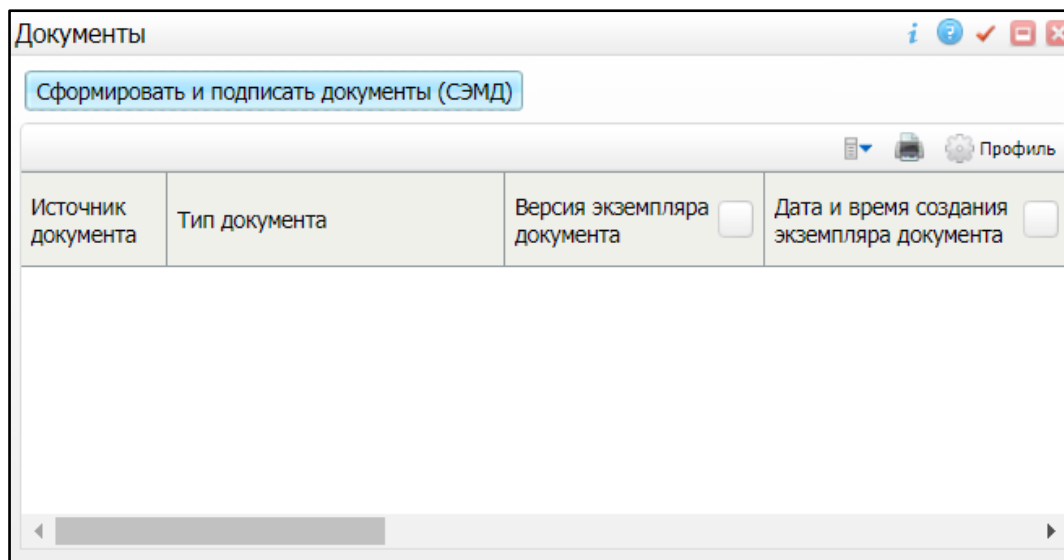 Документы
Сформировать и подписать документы (СЭМД)
Профиль
Источник документа
Тип документа
Версия экземпляра документа
Дата и время создания экземпляра документа